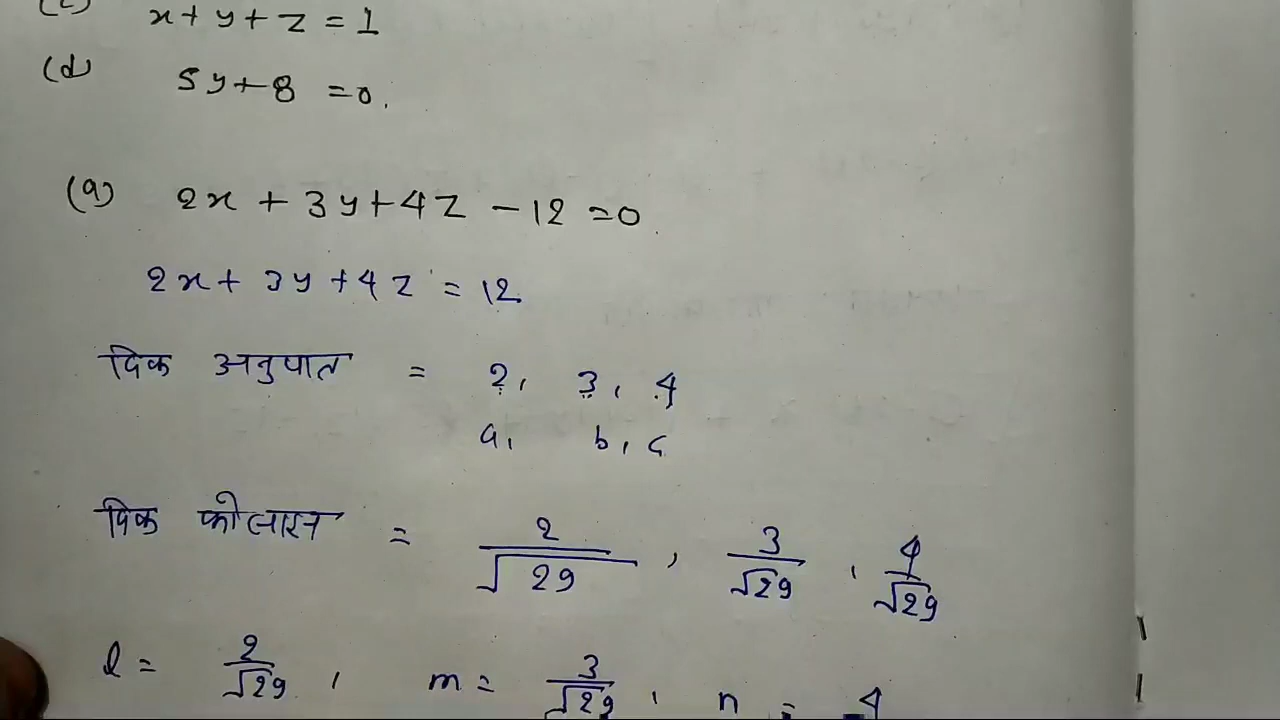 (c) x + y + z = 1
(d) 5y + 8 = 0.
(a) 2x + 3y + 4z - 12 = 0.
2x + 3y + 4z = 12
दिक अनुपात = 2, 3, 4
a, b, c
दिक कोसाइन = 2/√29, 3/√29, 4/√29
l = 2/√29, m = 3/√29, n = 4